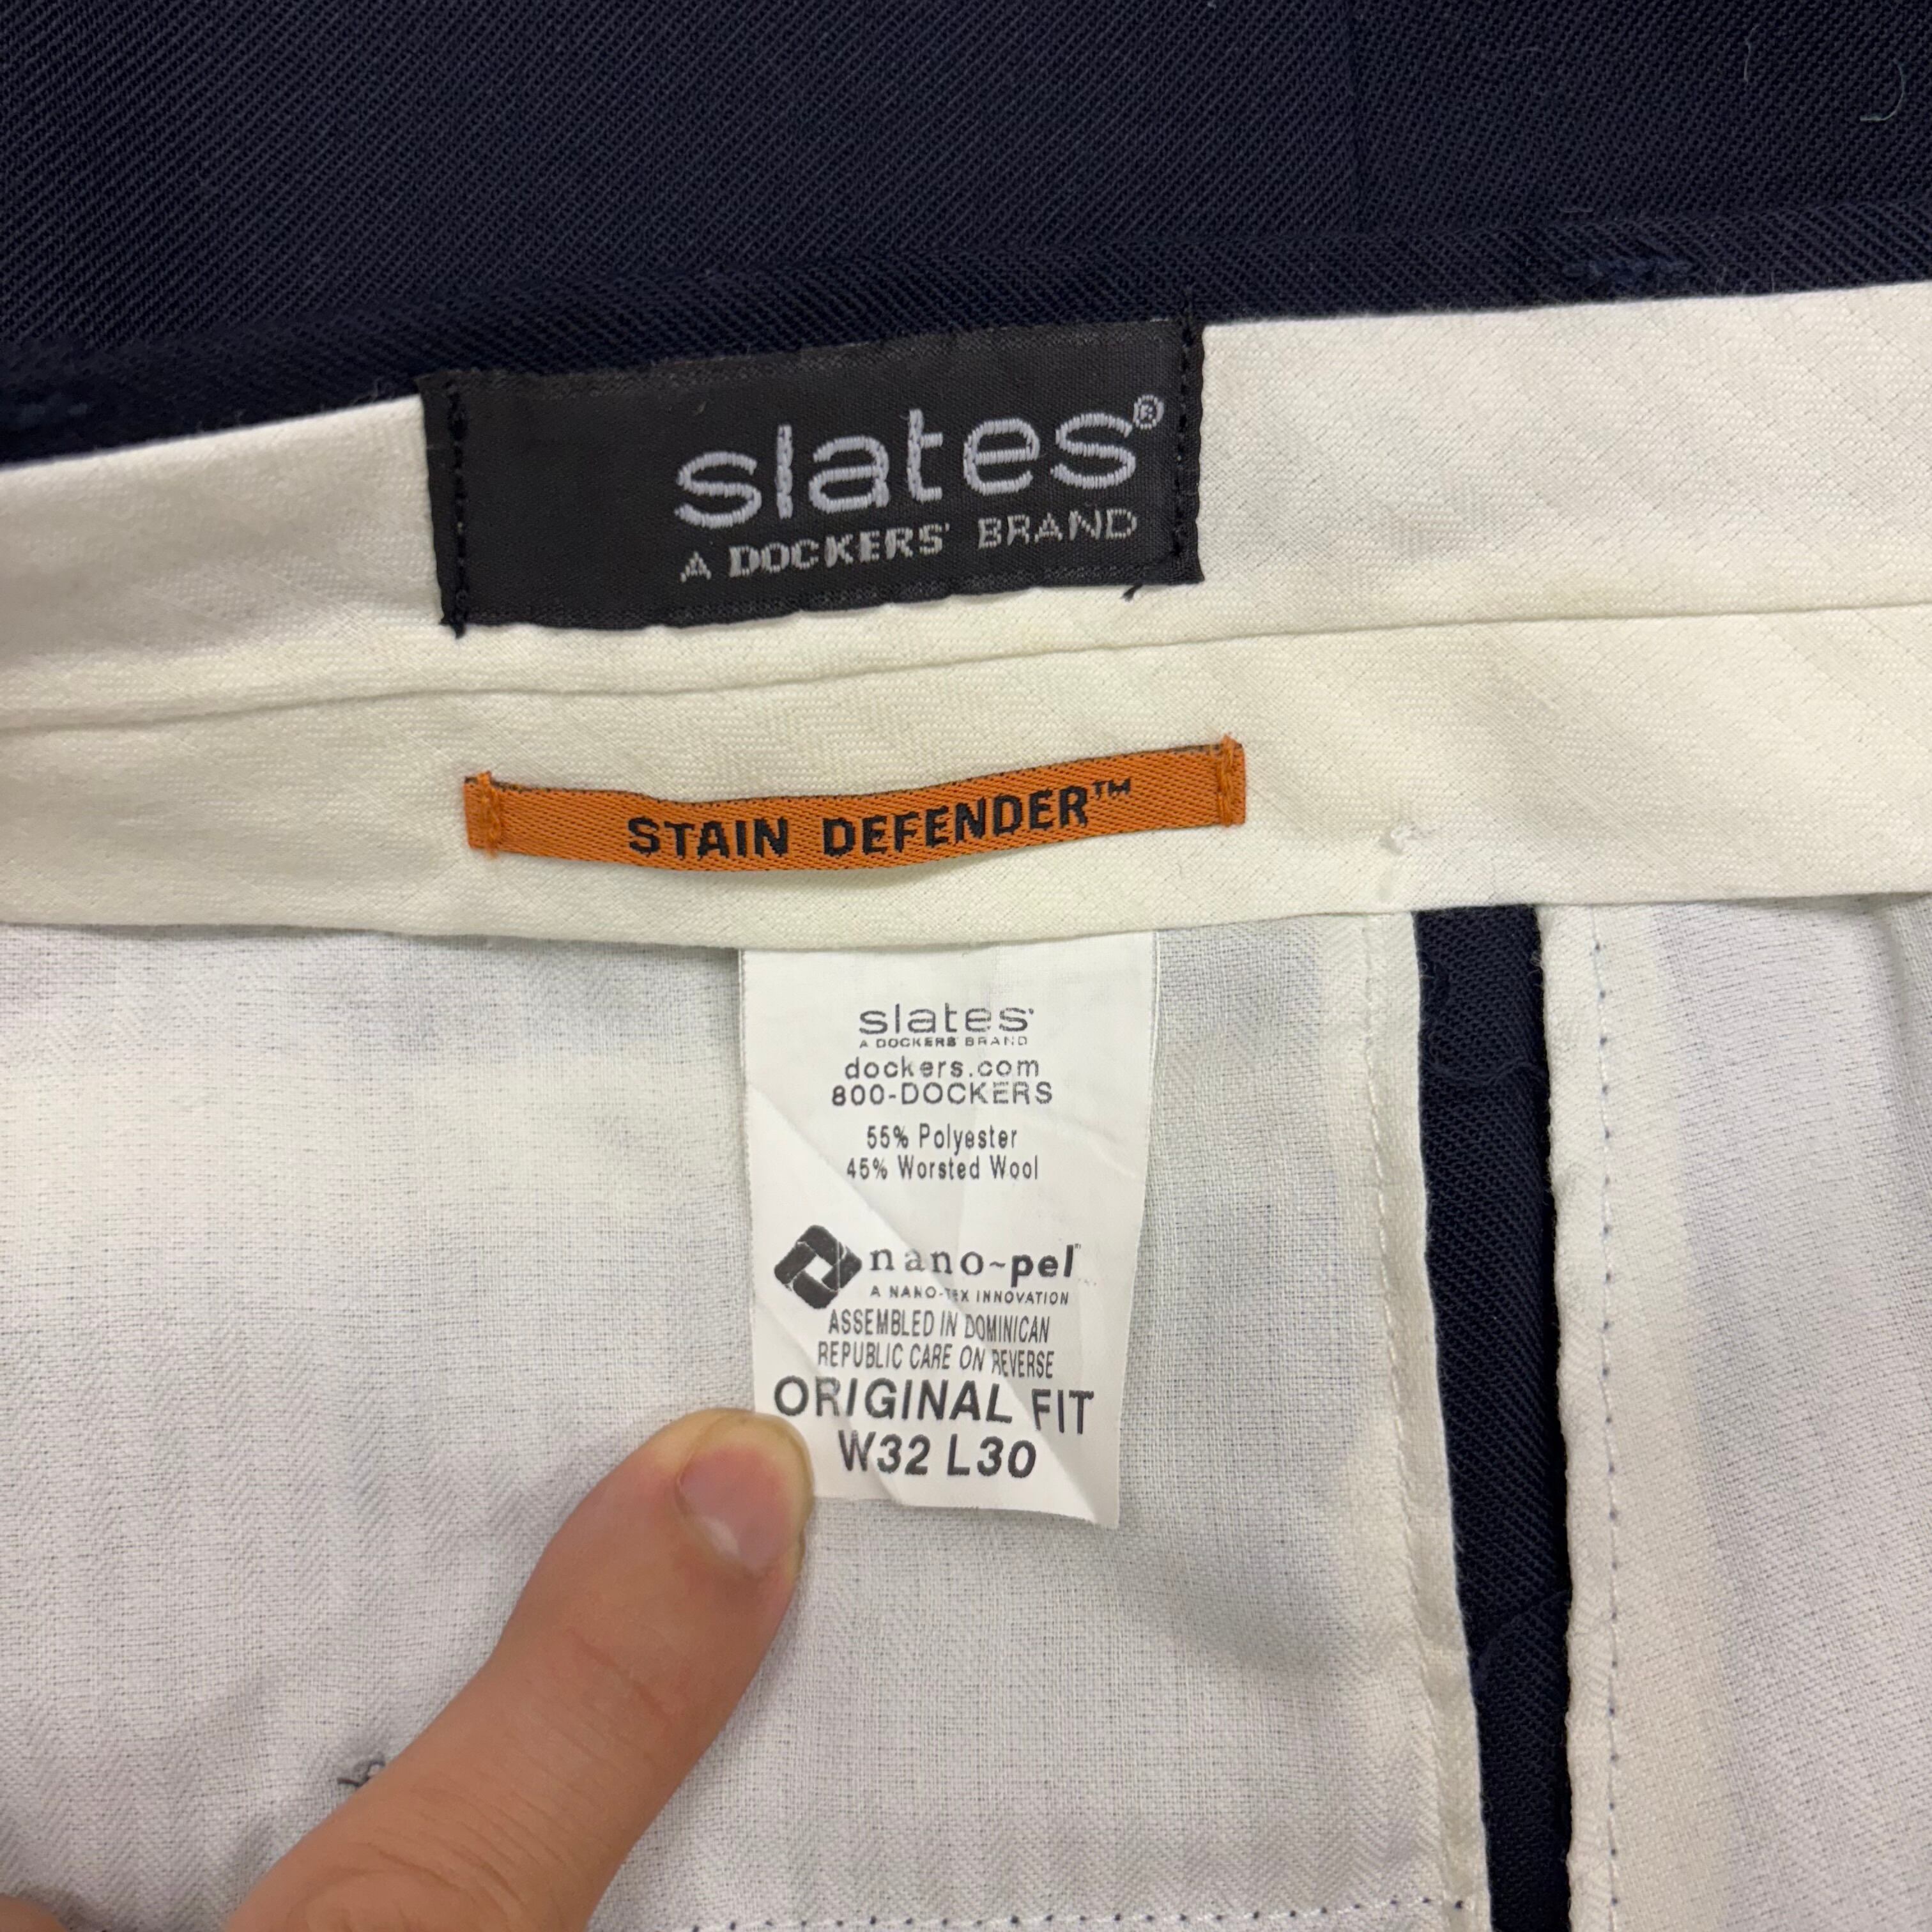 slates®
A DOCKERS® BRAND
STAIN DEFENDER™
slates®
A DOCKERS® BRAND
dockers.com
800-DOCKERS
55% Polyester
45% Worsted Wool
nano~pel™
A NANO-TEX INNOVATION
ASSEMBLED IN DOMINICAN
REPUBLIC CARE ON REVERSE
ORIGINAL FIT
W32 L30